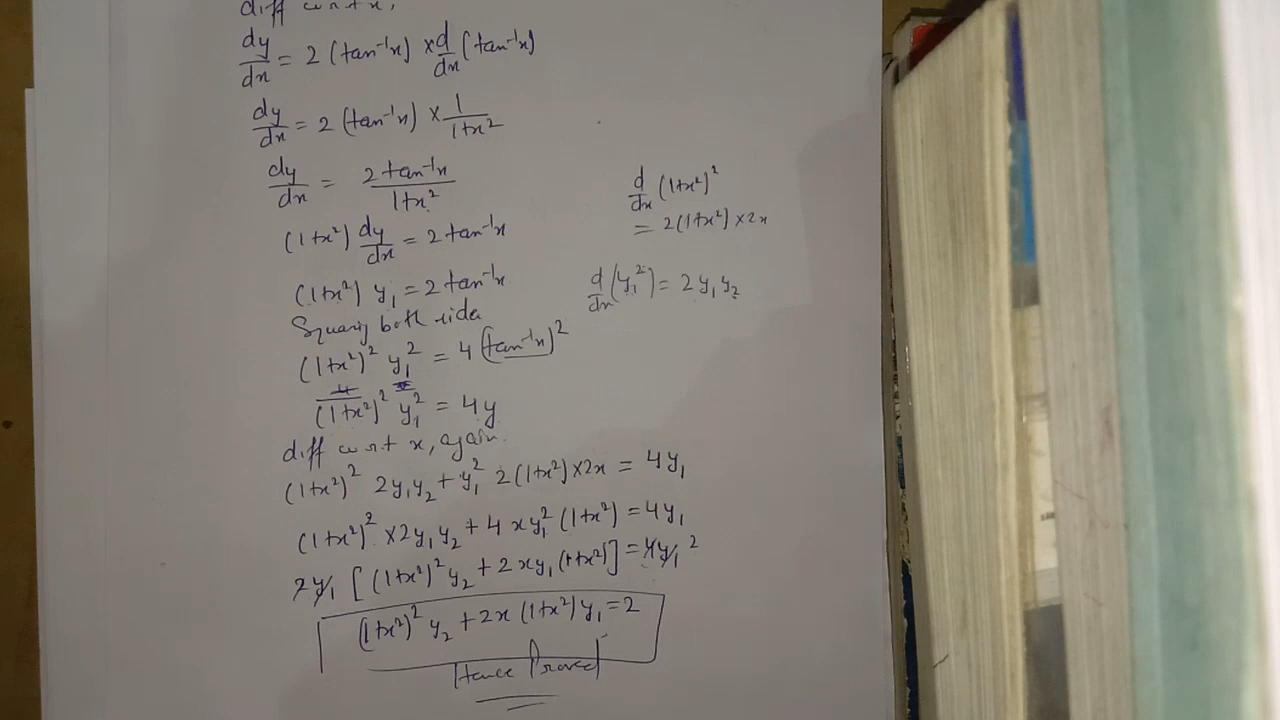 diff w.r.t x,
dy/dx = 2 (tan⁻¹x) × d/dx (tan⁻¹x)
dy/dx = 2 (tan⁻¹x) × 1/1+x²
dy/dx = 2 tan⁻¹x / 1+x²
(1+x²) dy/dx = 2 tan⁻¹x
(1+x²) y₁ = 2 tan⁻¹x
Squaring both side
(1+x²)² y₁² = 4 (tan⁻¹x)²
(1+x²)² y₁² = 4y
diff w.r.t x, again.
(1+x²)² 2y₁y₂ + y₁² 2(1+x²)×2x = 4y₁
(1+x²)² ×2y₁y₂ + 4xy₁² (1+x²) = 4y₁
2y₁ [(1+x²)² y₂ + 2xy₁ (1+x²)] = 4y₁ 2
(1+x²)² y₂ + 2x (1+x²) y₁ = 2
Hence Proved
d/dx (1+x²)²
= 2(1+x²) × 2x
d/dx (y₁²) = 2y₁y₂